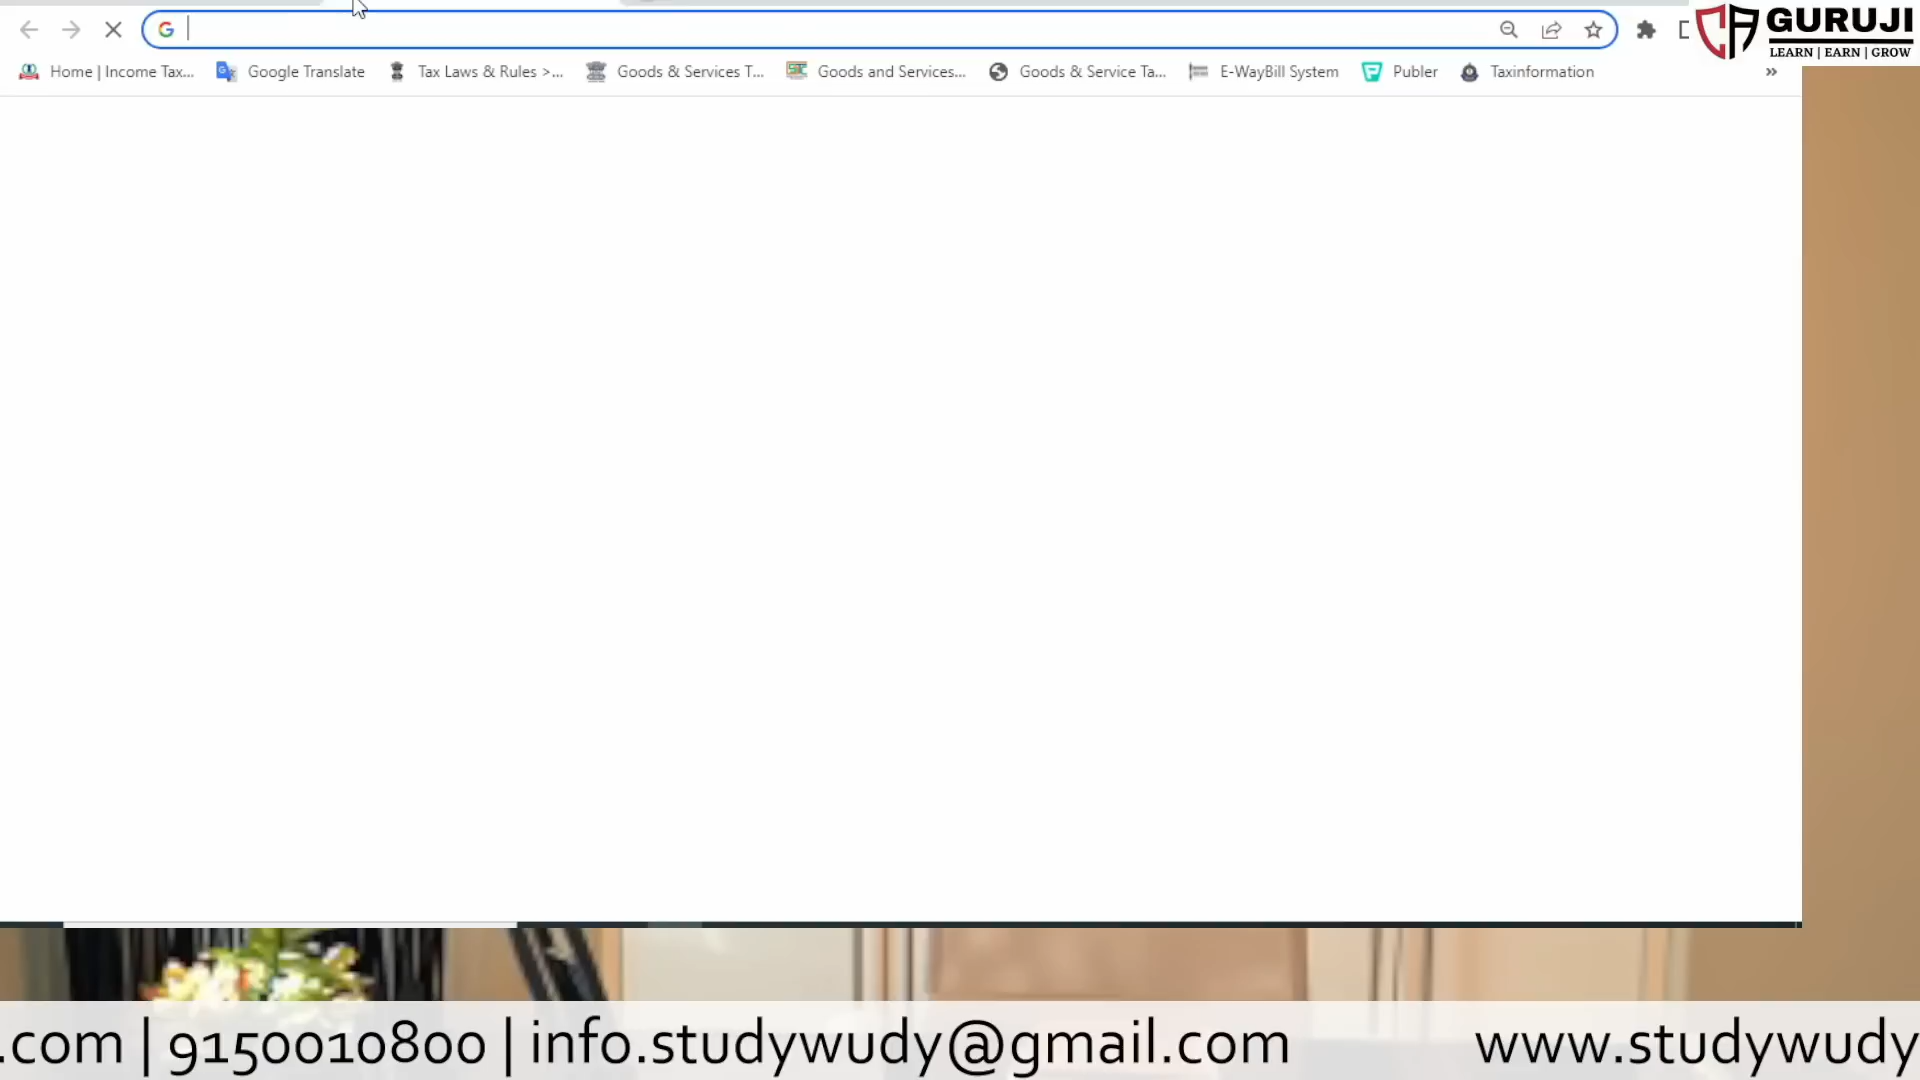 GURUJI
LEARN | EARN | GROW
Home | Income Tax... Google Translate Tax Laws & Rules >... Goods & Services T... Goods and Services... Goods & Service Ta... E-WayBill System Publer Taxinformation »
.com | 9150010800 | info.studywudy@gmail.com www.studywudy